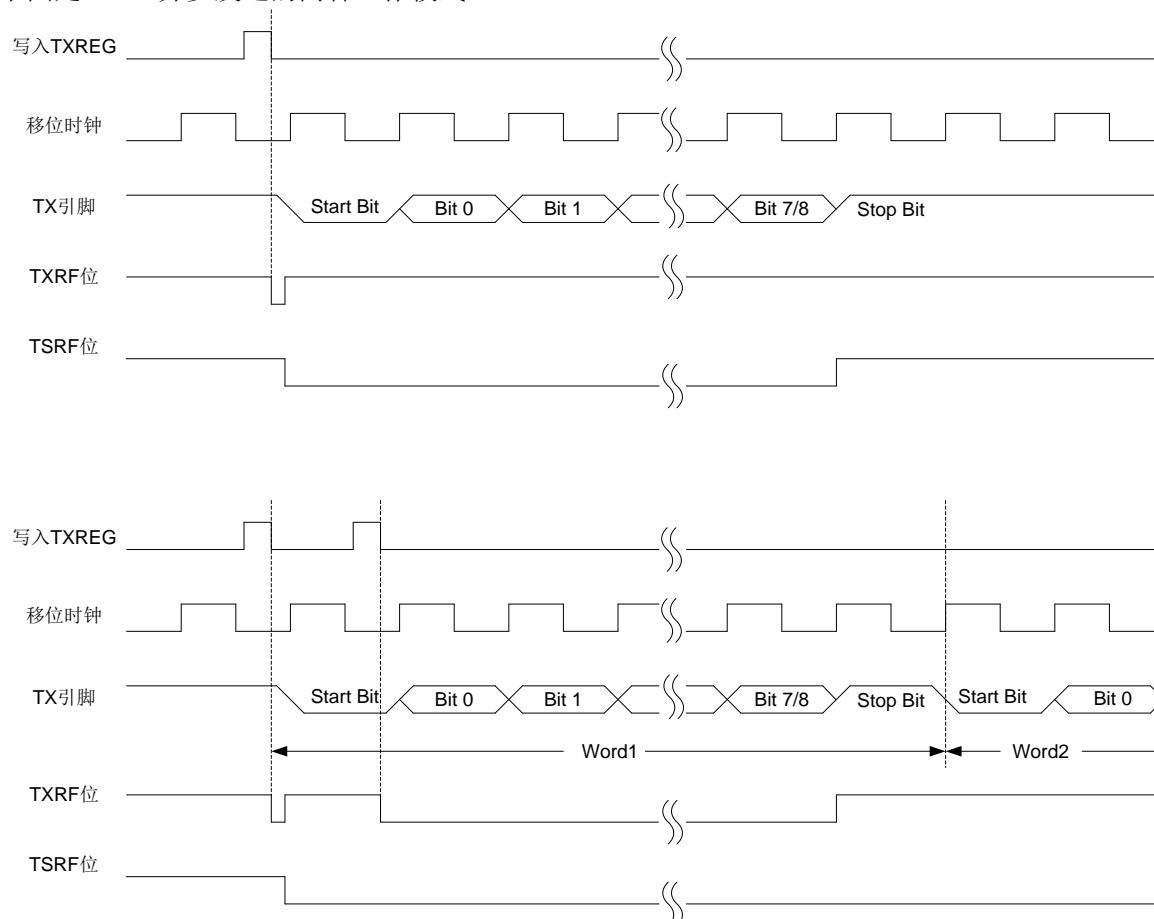 写入TXREG
移位时钟
TX引脚
Start Bit
Bit 0
Bit 1
Bit 7/8
Stop Bit
TXRF位
TSRF位
写入TXREG
移位时钟
TX引脚
Start Bit
Bit 0
Bit 1
Bit 7/8
Stop Bit
Start Bit
Bit 0
Word1
Word2
TXRF位
TSRF位